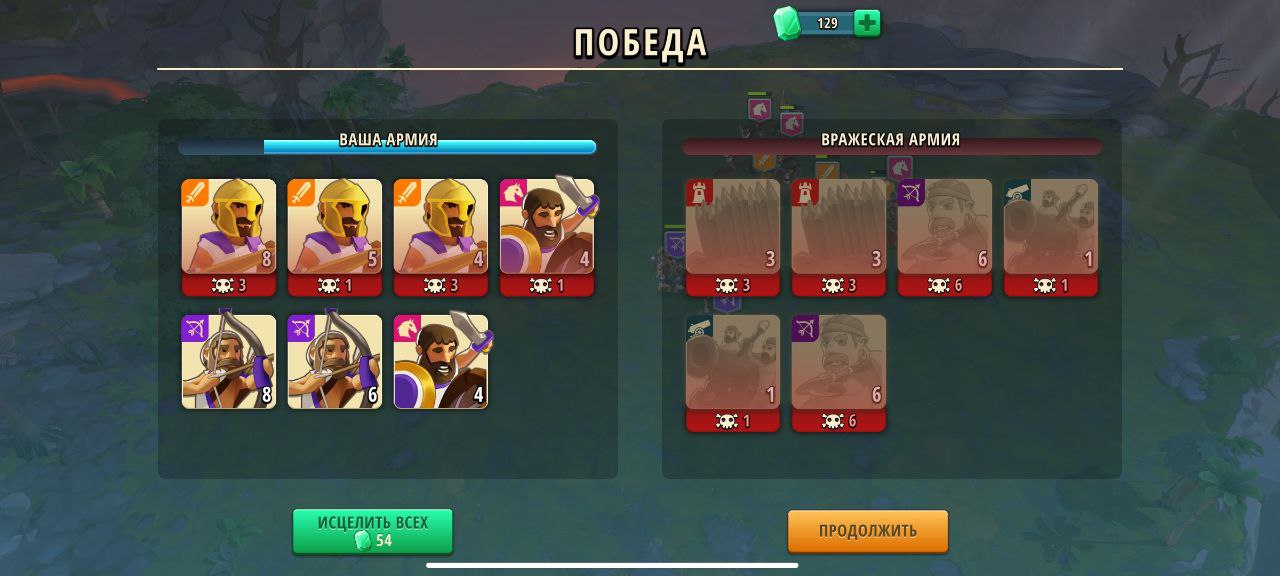 129
ПОБЕДА
ВАША АРМИЯ
ВРАЖЕСКАЯ АРМИЯ
8 5 4 4
3 1 3 1
3 3 6 1
3 3 6 1
8 6 4
1 6
1 6
ИСЦЕЛИТЬ ВСЕХ
54
ПРОДОЛЖИТЬ